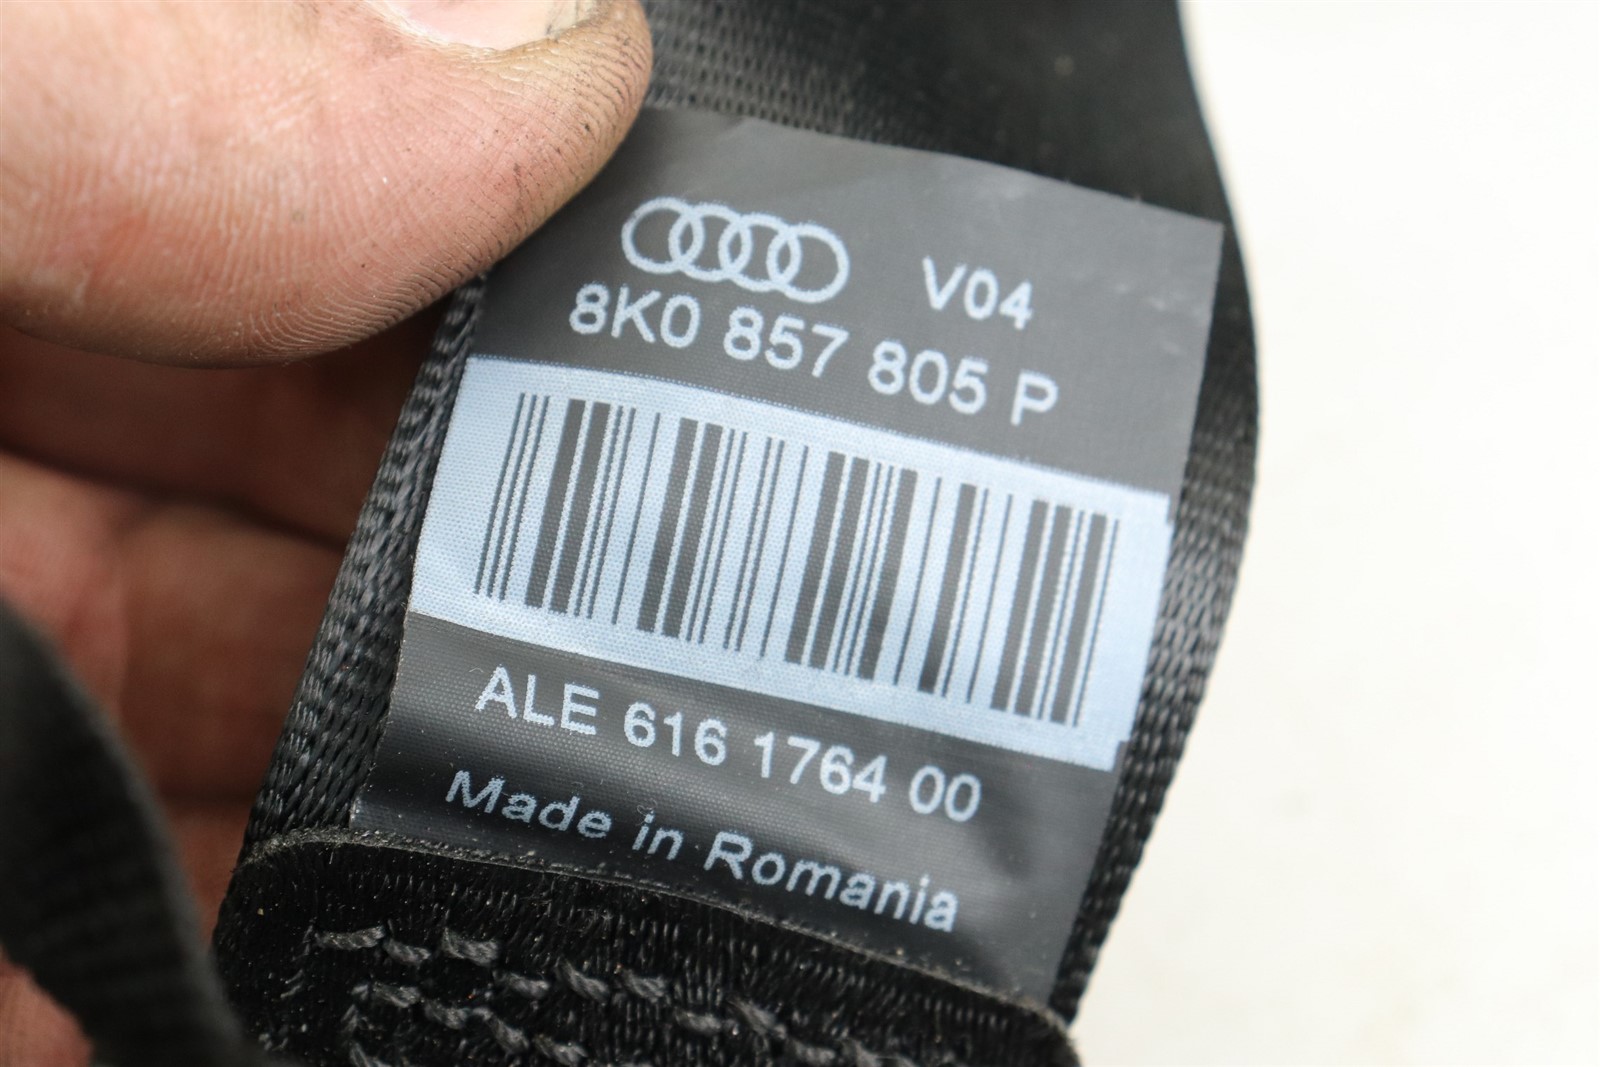 V04
8K0 857 805 P
ALE 616 1764 00
Made in Romania